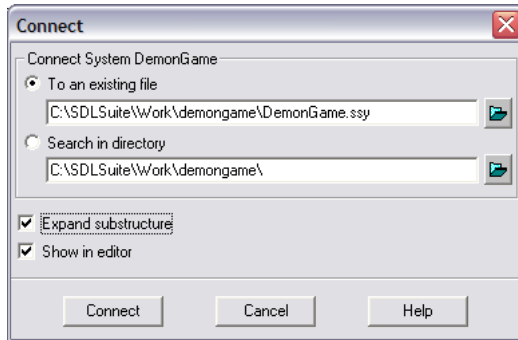 Connect
Connect System DemonGame
To an existing file
C:\SDLSuite\Work\demongame\DemonGame.ssy
Search in directory
C:\SDLSuite\Work\demongame\
Expand substructure
Show in editor
Connect Cancel Help